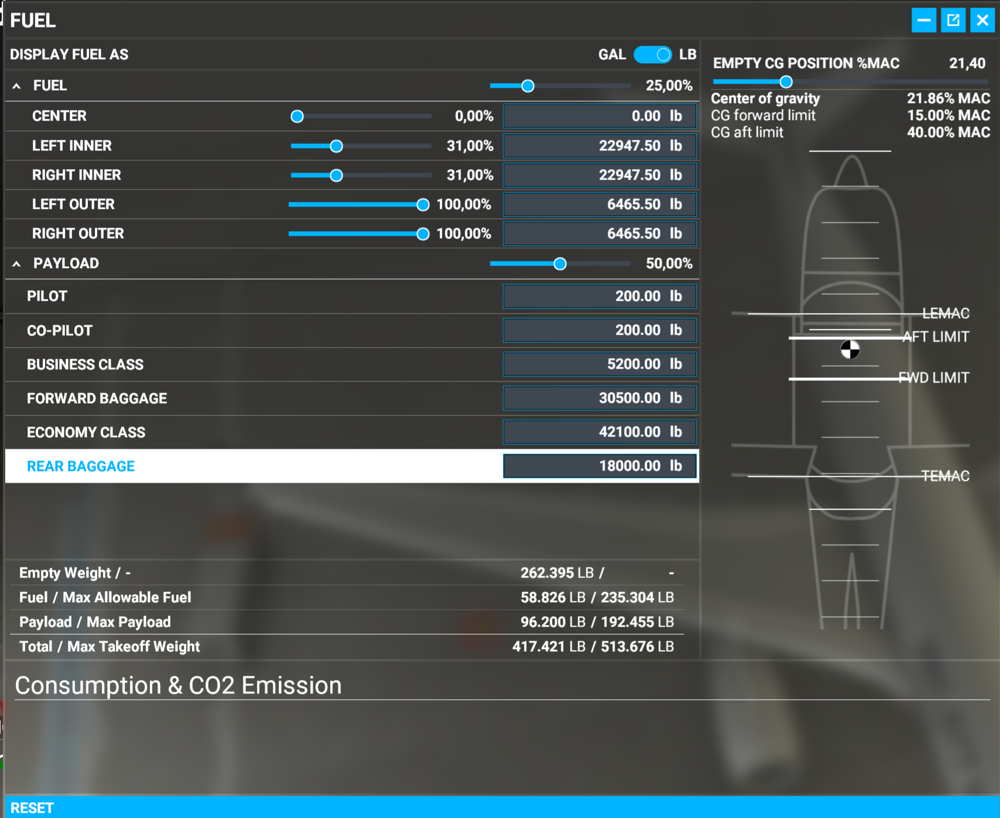 FUEL
DISPLAY FUEL AS GAL LB
FUEL 25,00%
CENTER 0,00% 0.00 lb
LEFT INNER 31,00% 22947.50 lb
RIGHT INNER 31,00% 22947.50 lb
LEFT OUTER 100,00% 6465.50 lb
RIGHT OUTER 100,00% 6465.50 lb
PAYLOAD 50,00%
PILOT 200.00 lb
CO-PILOT 200.00 lb
BUSINESS CLASS 5200.00 lb
FORWARD BAGGAGE 30500.00 lb
ECONOMY CLASS 42100.00 lb
REAR BAGGAGE 18000.00 lb
Empty Weight / - 262.395 LB / -
Fuel / Max Allowable Fuel 58.826 LB / 235.304 LB
Payload / Max Payload 96.200 LB / 192.455 LB
Total / Max Takeoff Weight 417.421 LB / 513.676 LB
EMPTY CG POSITION %MAC 21,40
Center of gravity 21.86% MAC
CG forward limit 15.00% MAC
CG aft limit 40.00% MAC
LEMAC
AFT LIMIT
FWD LIMIT
TEMAC
Consumption & CO2 Emission
RESET